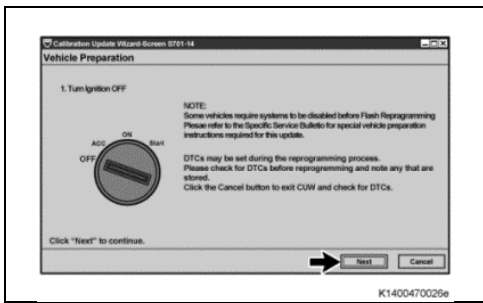 Calibration Update Wizard-Screen S701-14
Vehicle Preparation
1. Turn Ignition OFF
ACC
ON
Start
OFF
NOTE:
Some vehicles require systems to be disabled before Flash Reprogramming
Plesae refer to the Specific Service Bulletio for special vehicle preparation
instructions required for this update.
DTCs may be set during the reprogramming process.
Please check for DTCs before reprogramming and note any that are
stored.
Click the Cancel button to exit CUW and check for DTCs.
Click "Next" to continue.
Next
Cancel
K1400470026e